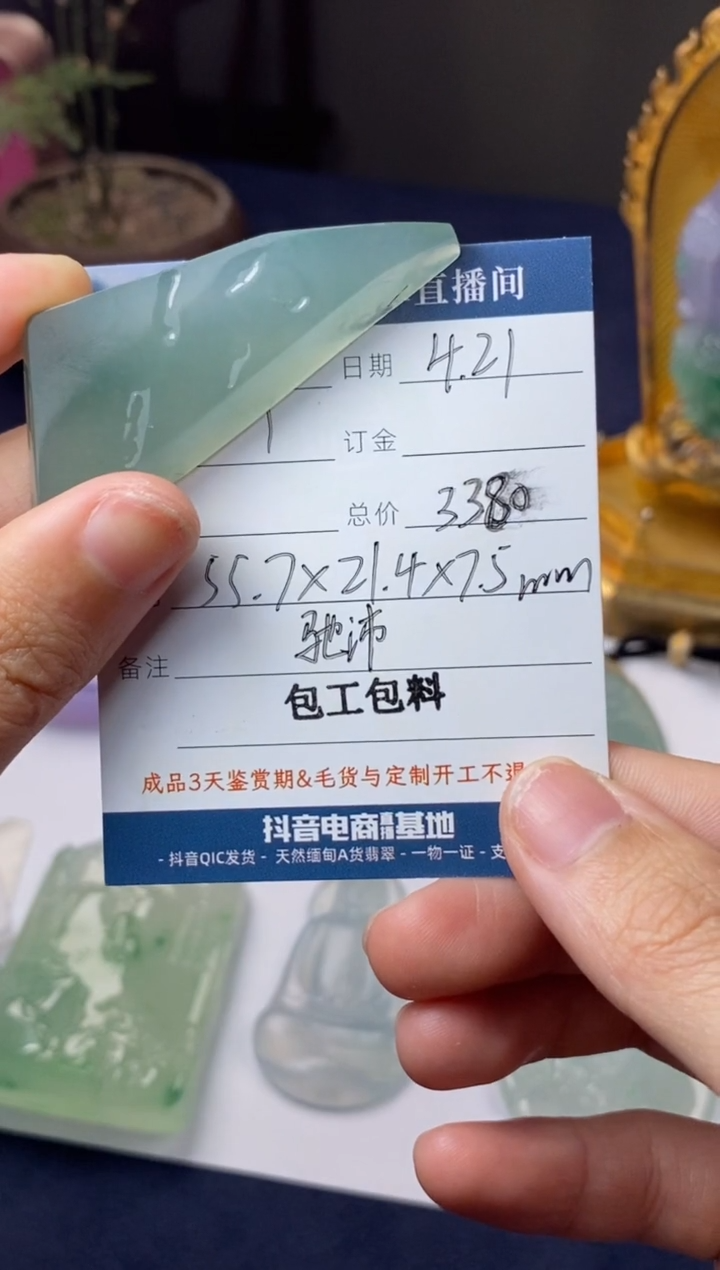 直播间
日期 4.21
1 订金
总价 3380
55.7×21.4×7.5mm
驰沛
备注
包工包料
成品3天鉴赏期&毛货与定制开工不退
抖音电商直播基地
- 抖音QIC发货 - 天然缅甸A货翡翠 - 一物一证 - 支